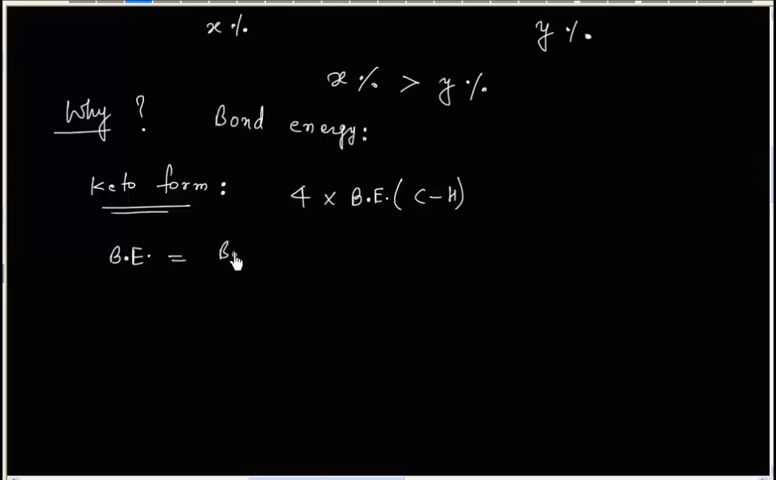 x % y %
x % > y %
Why ? Bond energy:
Keto form : 4 × B.E. ( C – H )
B.E. = B.